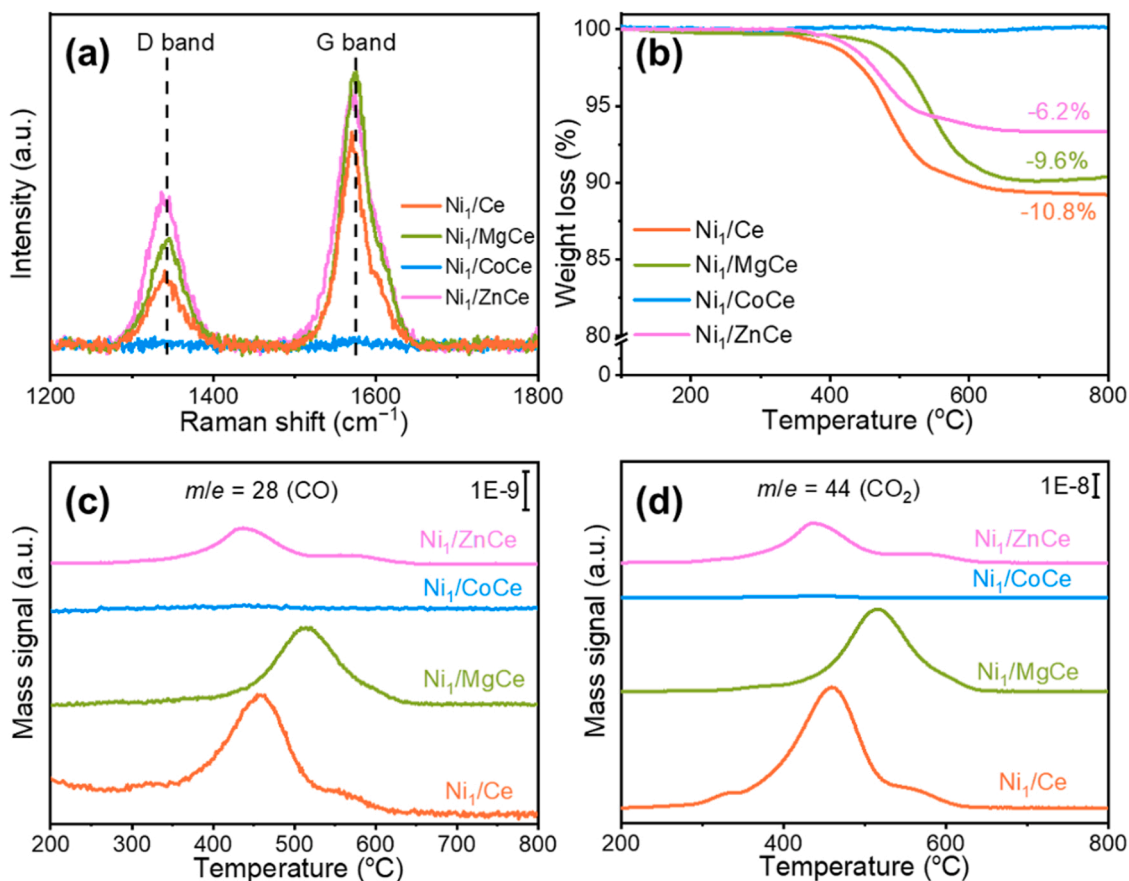 (a)
D band
G band
Ni₁/Ce
Ni₁/MgCe
Ni₁/CoCe
Ni₁/ZnCe
Intensity (a.u.)
1200
1400
1600
1800
Raman shift (cm⁻¹)
(b)
100
95
90
85
80
0
Weight loss (%)
-6.2%
-9.6%
-10.8%
Ni₁/Ce
Ni₁/MgCe
Ni₁/CoCe
Ni₁/ZnCe
200
400
600
800
Temperature (ºC)
(c)
m/e = 28 (CO)
1E-9
Ni₁/ZnCe
Ni₁/CoCe
Ni₁/MgCe
Ni₁/Ce
Mass signal (a.u.)
200
300
400
500
600
700
800
Temperature (ºC)
(d)
m/e = 44 (CO₂)
1E-8
Ni₁/ZnCe
Ni₁/CoCe
Ni₁/MgCe
Ni₁/Ce
Mass signal (a.u.)
200
400
600
800
Temperature (ºC)